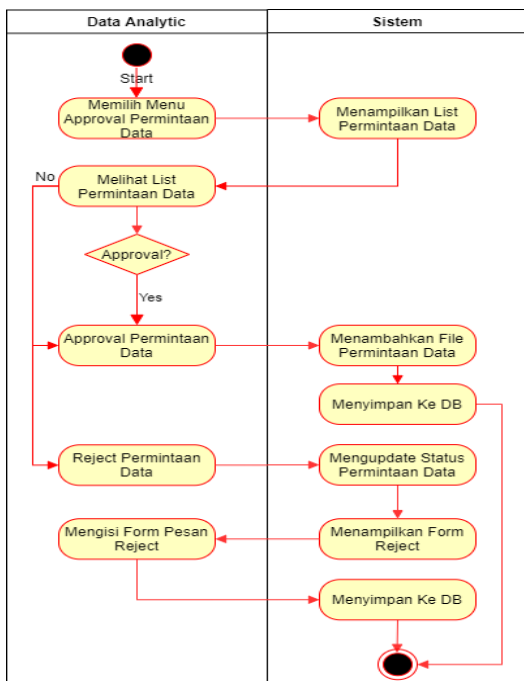 Data Analytic
Sistem
Start
Memilih Menu
Approval Permintaan
Data
Menampilkan List
Permintaan Data
No
Melihat List
Permintaan Data
Approval?
Yes
Approval Permintaan
Data
Menambahkan File
Permintaan Data
Menyimpan Ke DB
Reject Permintaan
Data
Mengupdate Status
Permintaan Data
Mengisi Form Pesan
Reject
Menampilkan Form
Reject
Menyimpan Ke DB